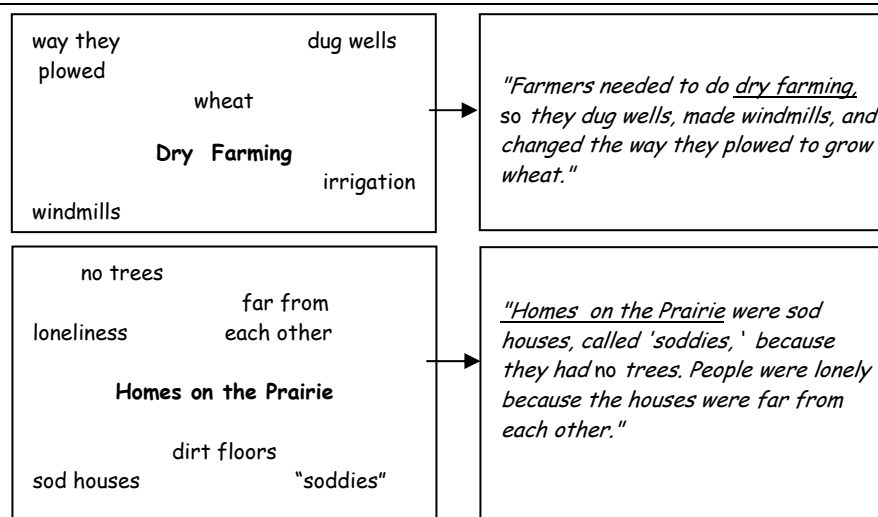 way they dug wells
plowed
wheat
Dry Farming
irrigation
windmills
"Farmers needed to do dry farming,
so they dug wells, made windmills, and
changed the way they plowed to grow
wheat."
no trees
far from
loneliness each other
Homes on the Prairie
dirt floors
sod houses "soddies"
"Homes on the Prairie were sod
houses, called 'soddies, ' because
they had no trees. People were lonely
because the houses were far from
each other."